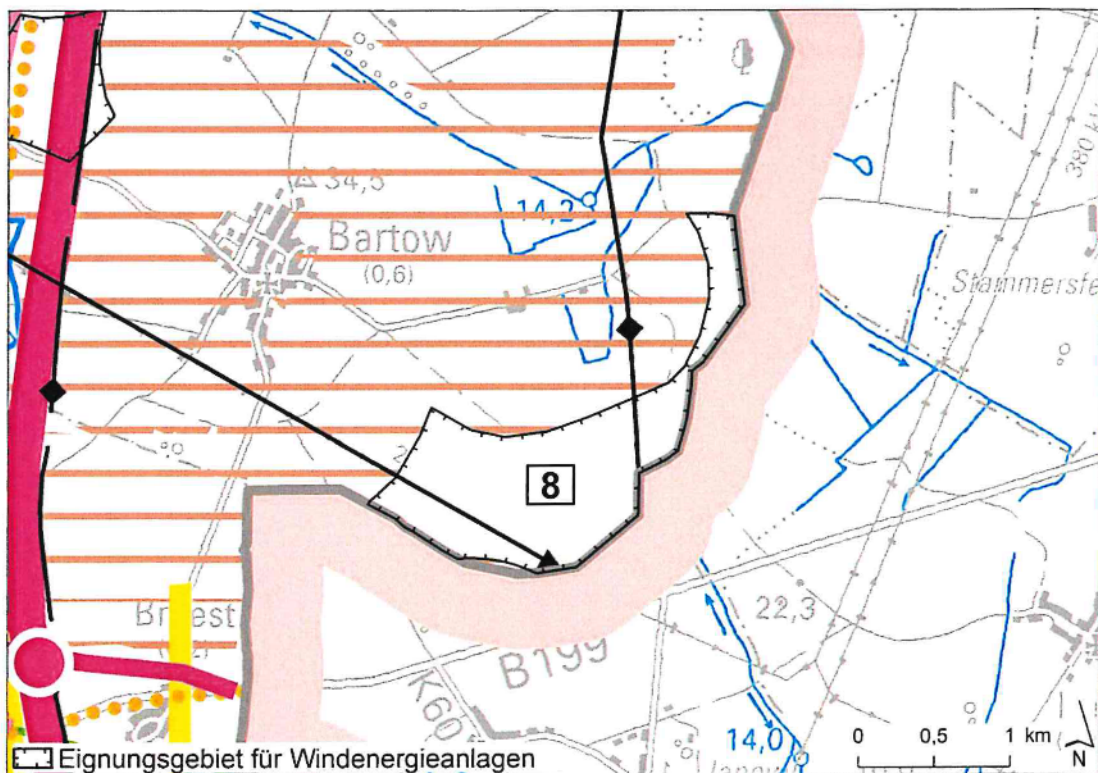 34,5
14,2
Bartow
(0,6)
380 k
Stammersfe
8
22,3
B199
K60
14,0
0 0,5 1 km
N
Eignungsgebiet für Windenergieanlagen